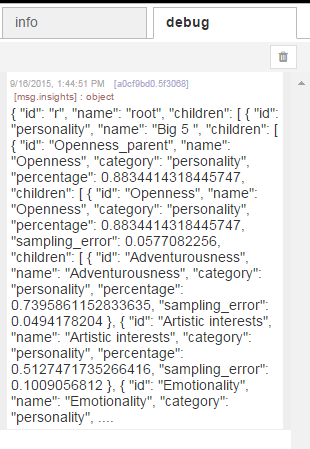 info
debug
9/16/2015, 1:44:51 PM [a0cf9bd0.5f3068]
[msg.insights] : object
{ "id": "r", "name": "root", "children": [ { "id":
"personality", "name": "Big 5 ", "children": [
{ "id": "Openness_parent", "name":
"Openness", "category": "personality",
"percentage": 0.8834414318445747,
"children": [ { "id": "Openness", "name":
"Openness", "category": "personality",
"percentage": 0.8834414318445747,
"sampling_error": 0.0577082256,
"children": [ { "id": "Adventurousness",
"name": "Adventurousness", "category":
"personality", "percentage":
0.7395861152833635, "sampling_error":
0.0494178204 }, { "id": "Artistic interests",
"name": "Artistic interests", "category":
"personality", "percentage":
0.5127471735266416, "sampling_error":
0.1009056812 }, { "id": "Emotionality",
"name": "Emotionality", "category":
"personality", ....